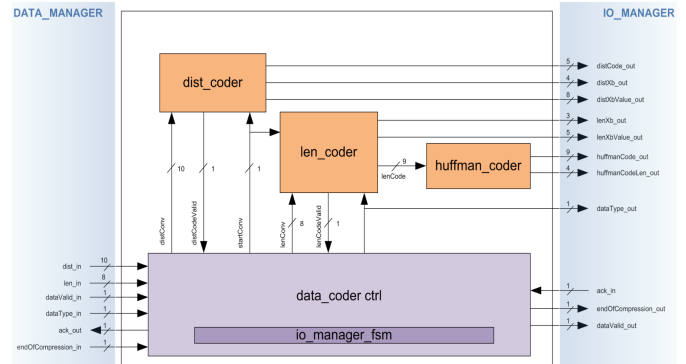 DATA_MANAGER
IO_MANAGER
dist_coder
5
distCode_out
4
distXb_out
8
distXbValue_out
len_coder
3
lenXb_out
5
lenXbValue_out
9
lenCode
huffman_coder
9
huffmanCode_out
4
huffmanCodeLen_out
10
1
1
8
1
1
dataType_out
distConv
distCodeValid
startConv
lenConv
lenCodeValid
dist_in
10
len_in
8
dataValid_in
1
dataType_in
1
ack_out
1
endOfCompression_in
1
data_coder ctrl
io_manager_fsm
1
ack_in
1
endOfCompression_out
1
dataValid_out